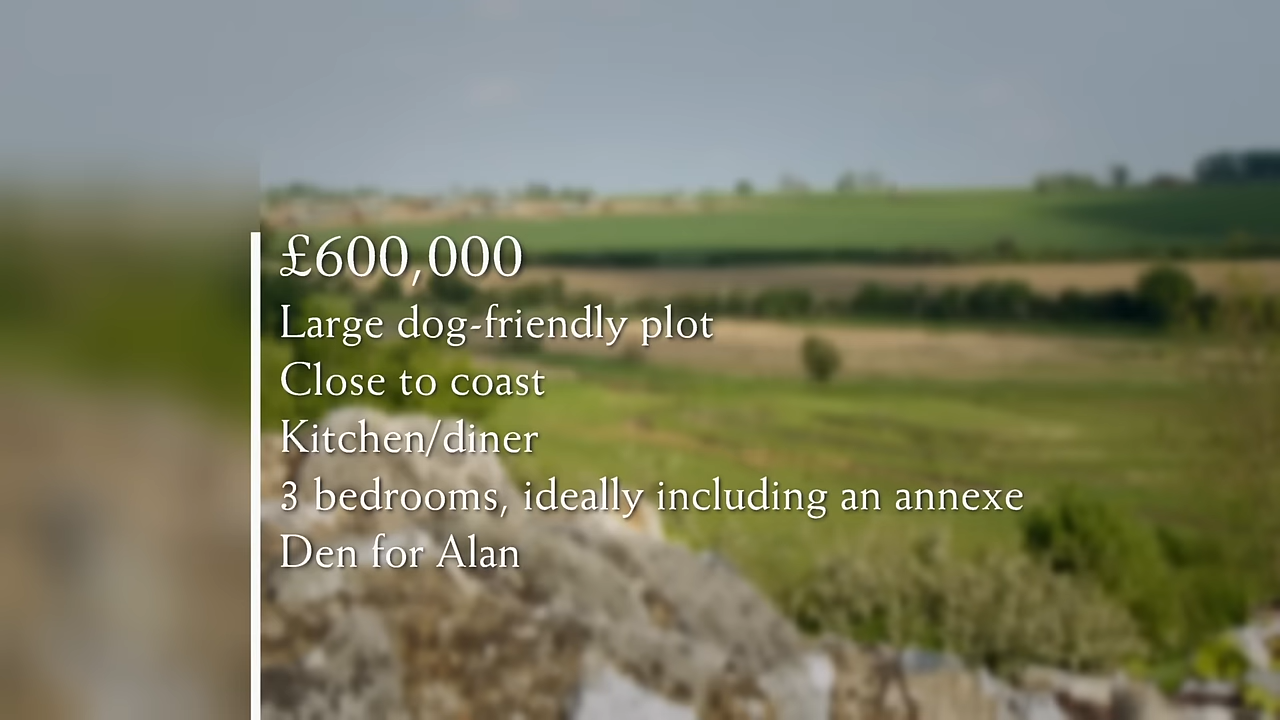 £600,000
Large dog-friendly plot
Close to coast
Kitchen/diner
3 bedrooms, ideally including an annexe
Den for Alan